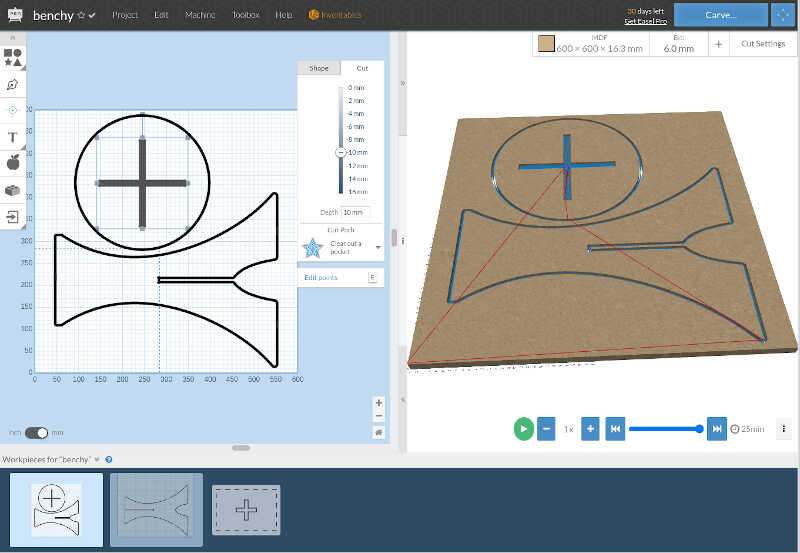 benchy
Project Edit Machine Toolbox Help Inventables
30 days left
Get Easel Pro
Carve...
MDF
600 × 600 × 16.3 mm
Bit:
6.0 mm
+
Cut Settings
Shape Cut
0 mm
-2 mm
-4 mm
-6 mm
-8 mm
-10 mm
-12 mm
-14 mm
-16 mm
Depth 10 mm
Cut Path
Clear out a
pocket
Edit points E
T
300
250
200
150
100
50
0
0 50 100 150 200 250 300 350 400 450 500 550 600
inch mm
1x
25min
Workpieces for "benchy"